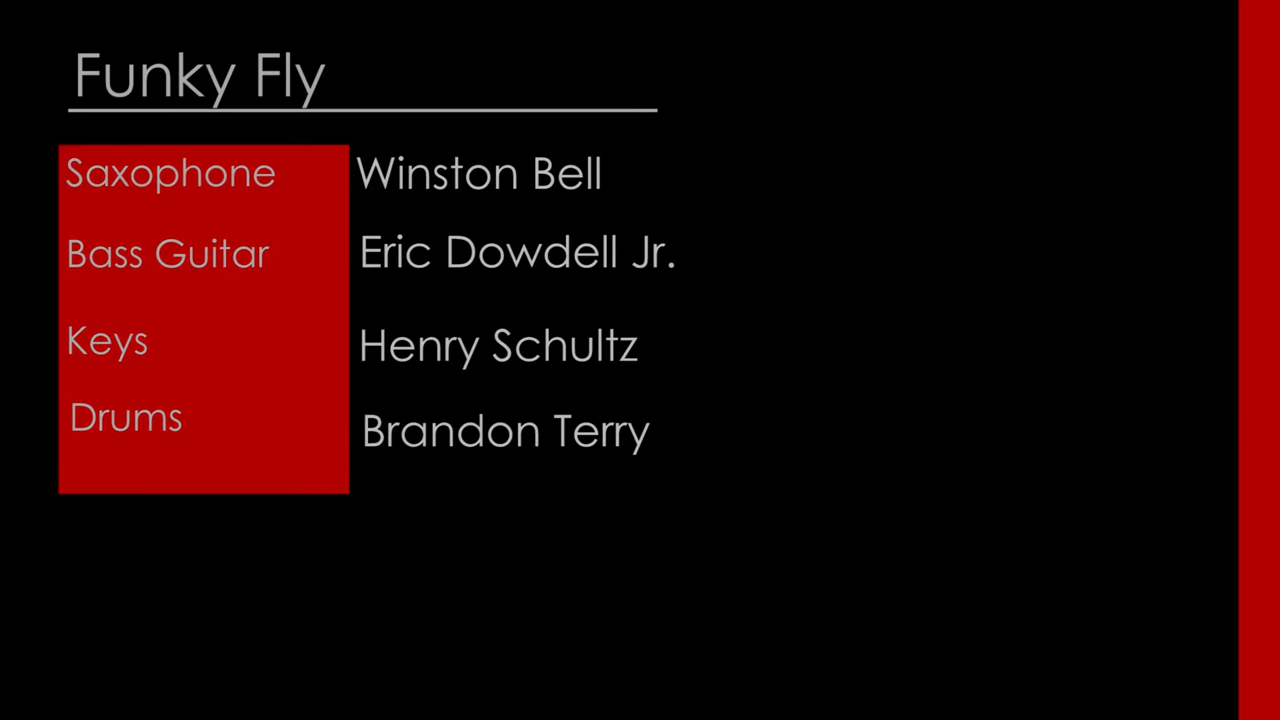 Funky Fly
Saxophone Winston Bell
Bass Guitar Eric Dowdell Jr.
Keys Henry Schultz
Drums Brandon Terry